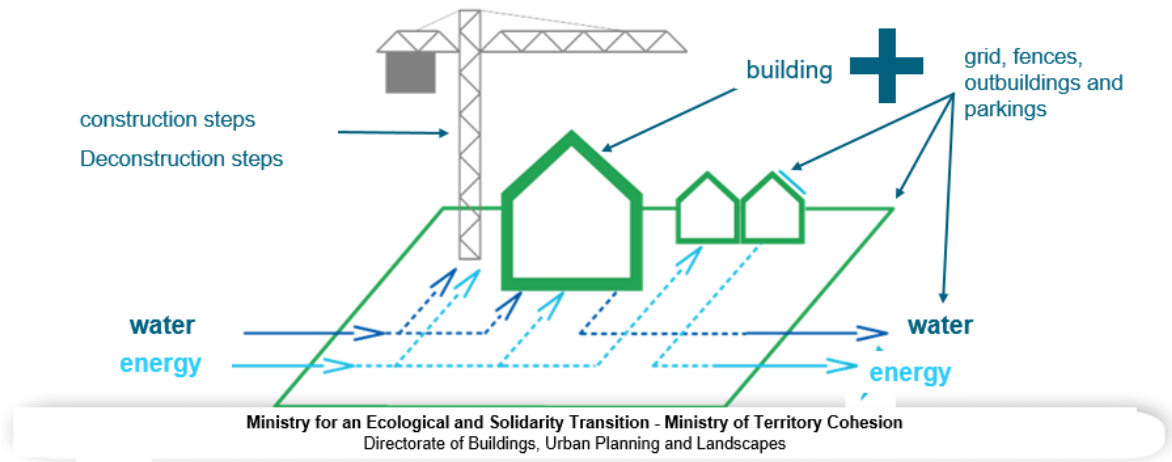 building
grid, fences,
outbuildings and
parkings
construction steps
Deconstruction steps
water
water
energy
energy
Ministry for an Ecological and Solidarity Transition - Ministry of Territory Cohesion
Directorate of Buildings, Urban Planning and Landscapes